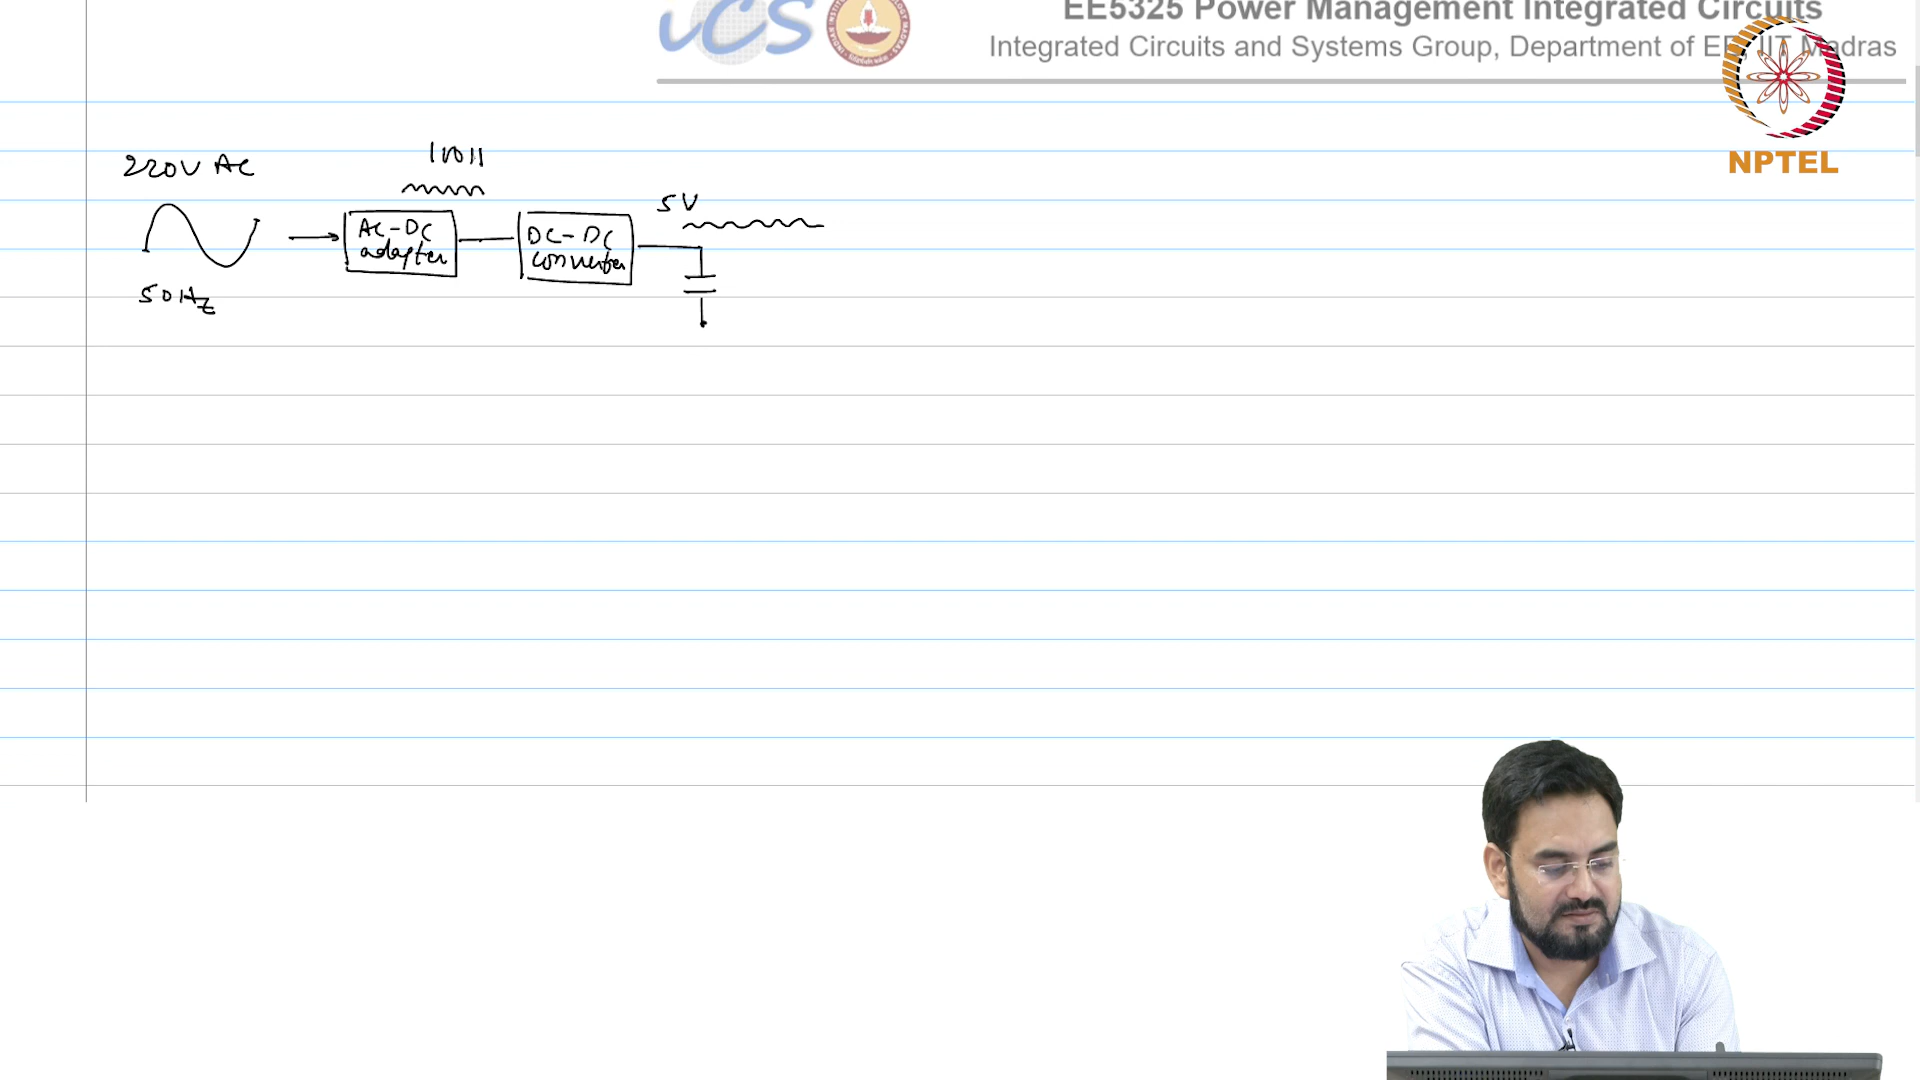 EE5325 Power Management Integrated Circuits
Integrated Circuits and Systems Group, Department of EE, IIT Madras
NPTEL
220V AC
50Hz
AC-DC
adapter
DC-DC
converter
5V